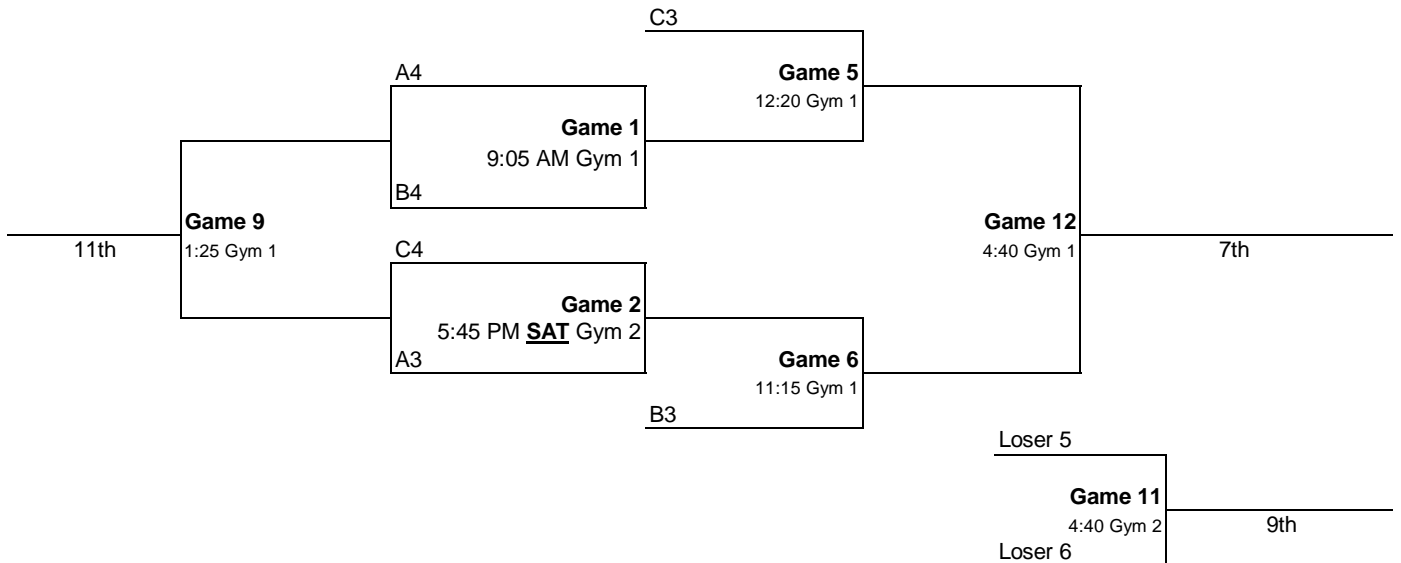 C3
A4
Game 5
12:20 Gym 1
Game 1
9:05 AM Gym 1
B4
Game 9
1:25 Gym 1
11th
C4
Game 12
4:40 Gym 1
7th
Game 2
5:45 PM SAT Gym 2
A3
Game 6
11:15 Gym 1
B3
Loser 5
Game 11
4:40 Gym 2
9th
Loser 6